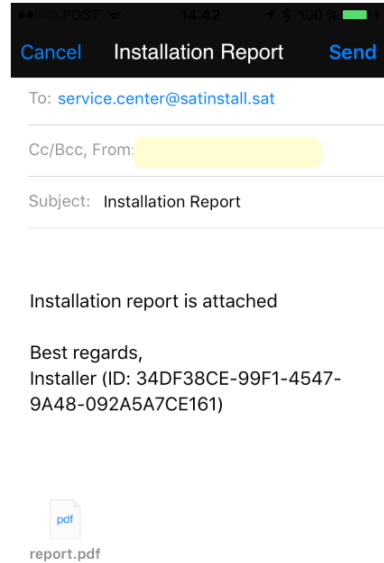 POST 14:42 100 %
Cancel Installation Report Send
To: service.center@satinstall.sat
Cc/Bcc, From:
Subject: Installation Report
Installation report is attached
Best regards,
Installer (ID: 34DF38CE-99F1-4547-
9A48-092A5A7CE161)
pdf
report.pdf